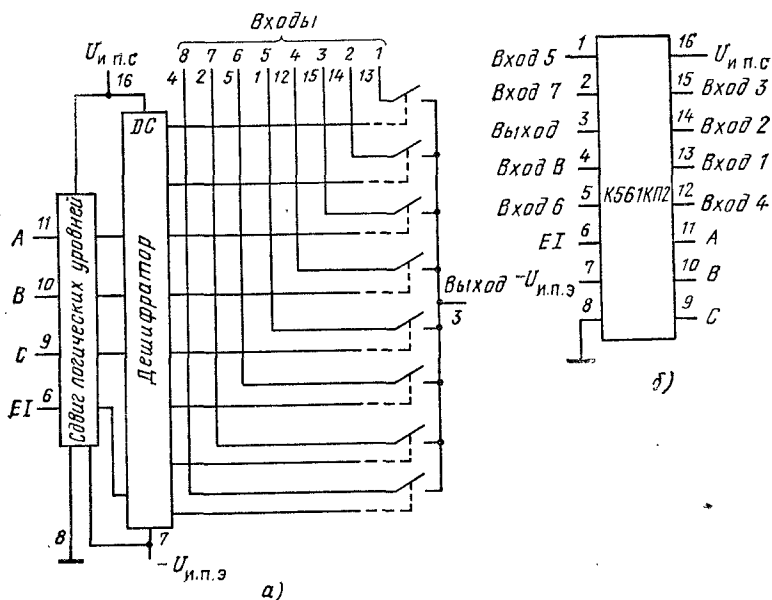 Входы
8 7 6 5 4 3 2 1
4 2 5 1 12 15 14 13
U и.п.с
16
DC
Дешифратор
Сдвиг логических уровней
A 11
B 10
C 9
EI 6
8
7
-U и.п.э
Выход
3
а)
Вход 5 1
Вход 7 2
Выход 3
Вход В 4
Вход 6 5
EI 6
-U и.п.э 7
8
К561КП2
16 U и.п.с
15 Вход 3
14 Вход 2
13 Вход 1
12 Вход 4
11 A
10 B
9 C
б)